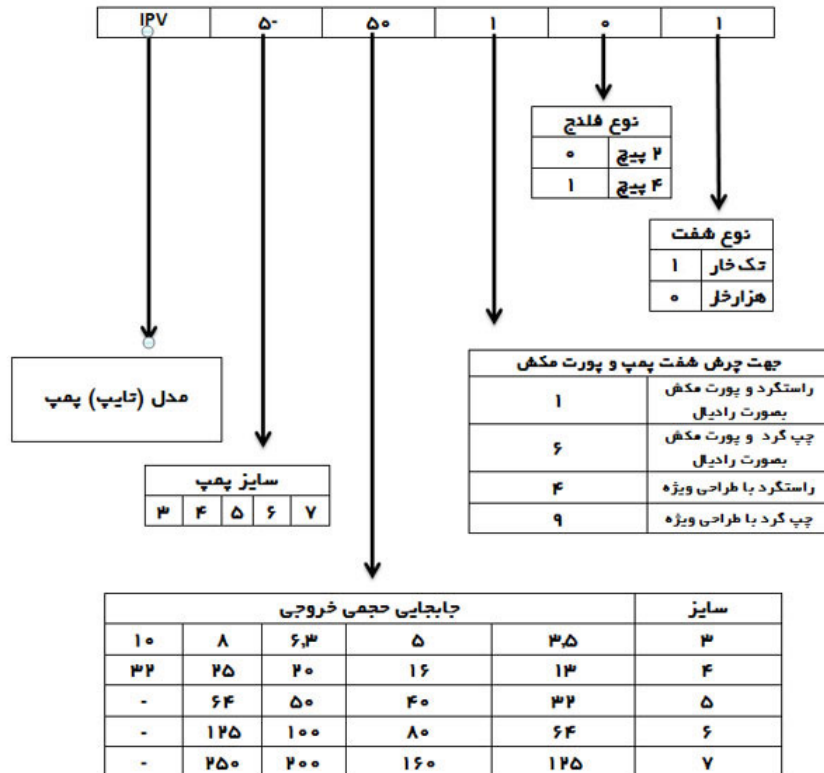 IPV ۵- ۵۰ ۱ ۰ ۱
نوع فلنج
۲ پیچ ۰
۴ پیچ ۱
نوع شفت
تک خار ۱
هزارخار ۰
جهت چرش شفت پمپ و پورت مکش
راستگرد و پورت مکش بصورت رادیال ۱
چپ گرد و پورت مکش بصورت رادیال ۶
راستگرد با طراحی ویژه ۴
چپ گرد با طراحی ویژه ۹
مدل (تایپ) پمپ
سایز پمپ
۳ ۴ ۵ ۶ ۷
سایز جابجایی حجمی خروجی
۳ ۳,۵ ۵ ۶,۳ ۸ ۱۰
۴ ۱۳ ۱۶ ۲۰ ۲۵ ۳۲
۵ ۳۲ ۴۰ ۵۰ ۶۴ -
۶ ۶۴ ۸۰ ۱۰۰ ۱۲۵ -
۷ ۱۲۵ ۱۶۰ ۲۰۰ ۲۵۰ -